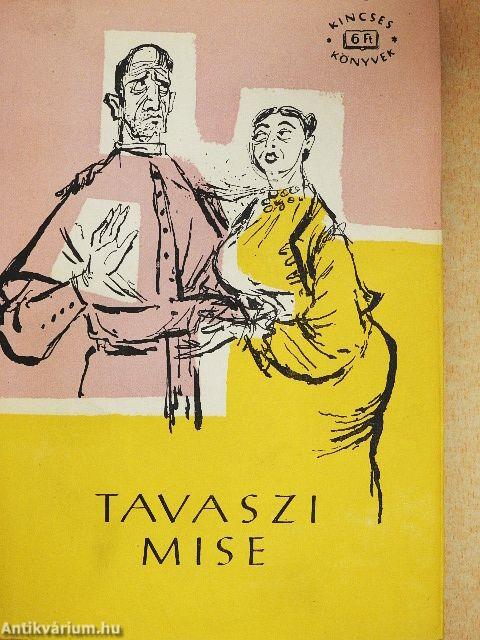 KINCSES
6 Ft
KÖNYVEK
TAVASZI
MISE
Antikvárium.hu